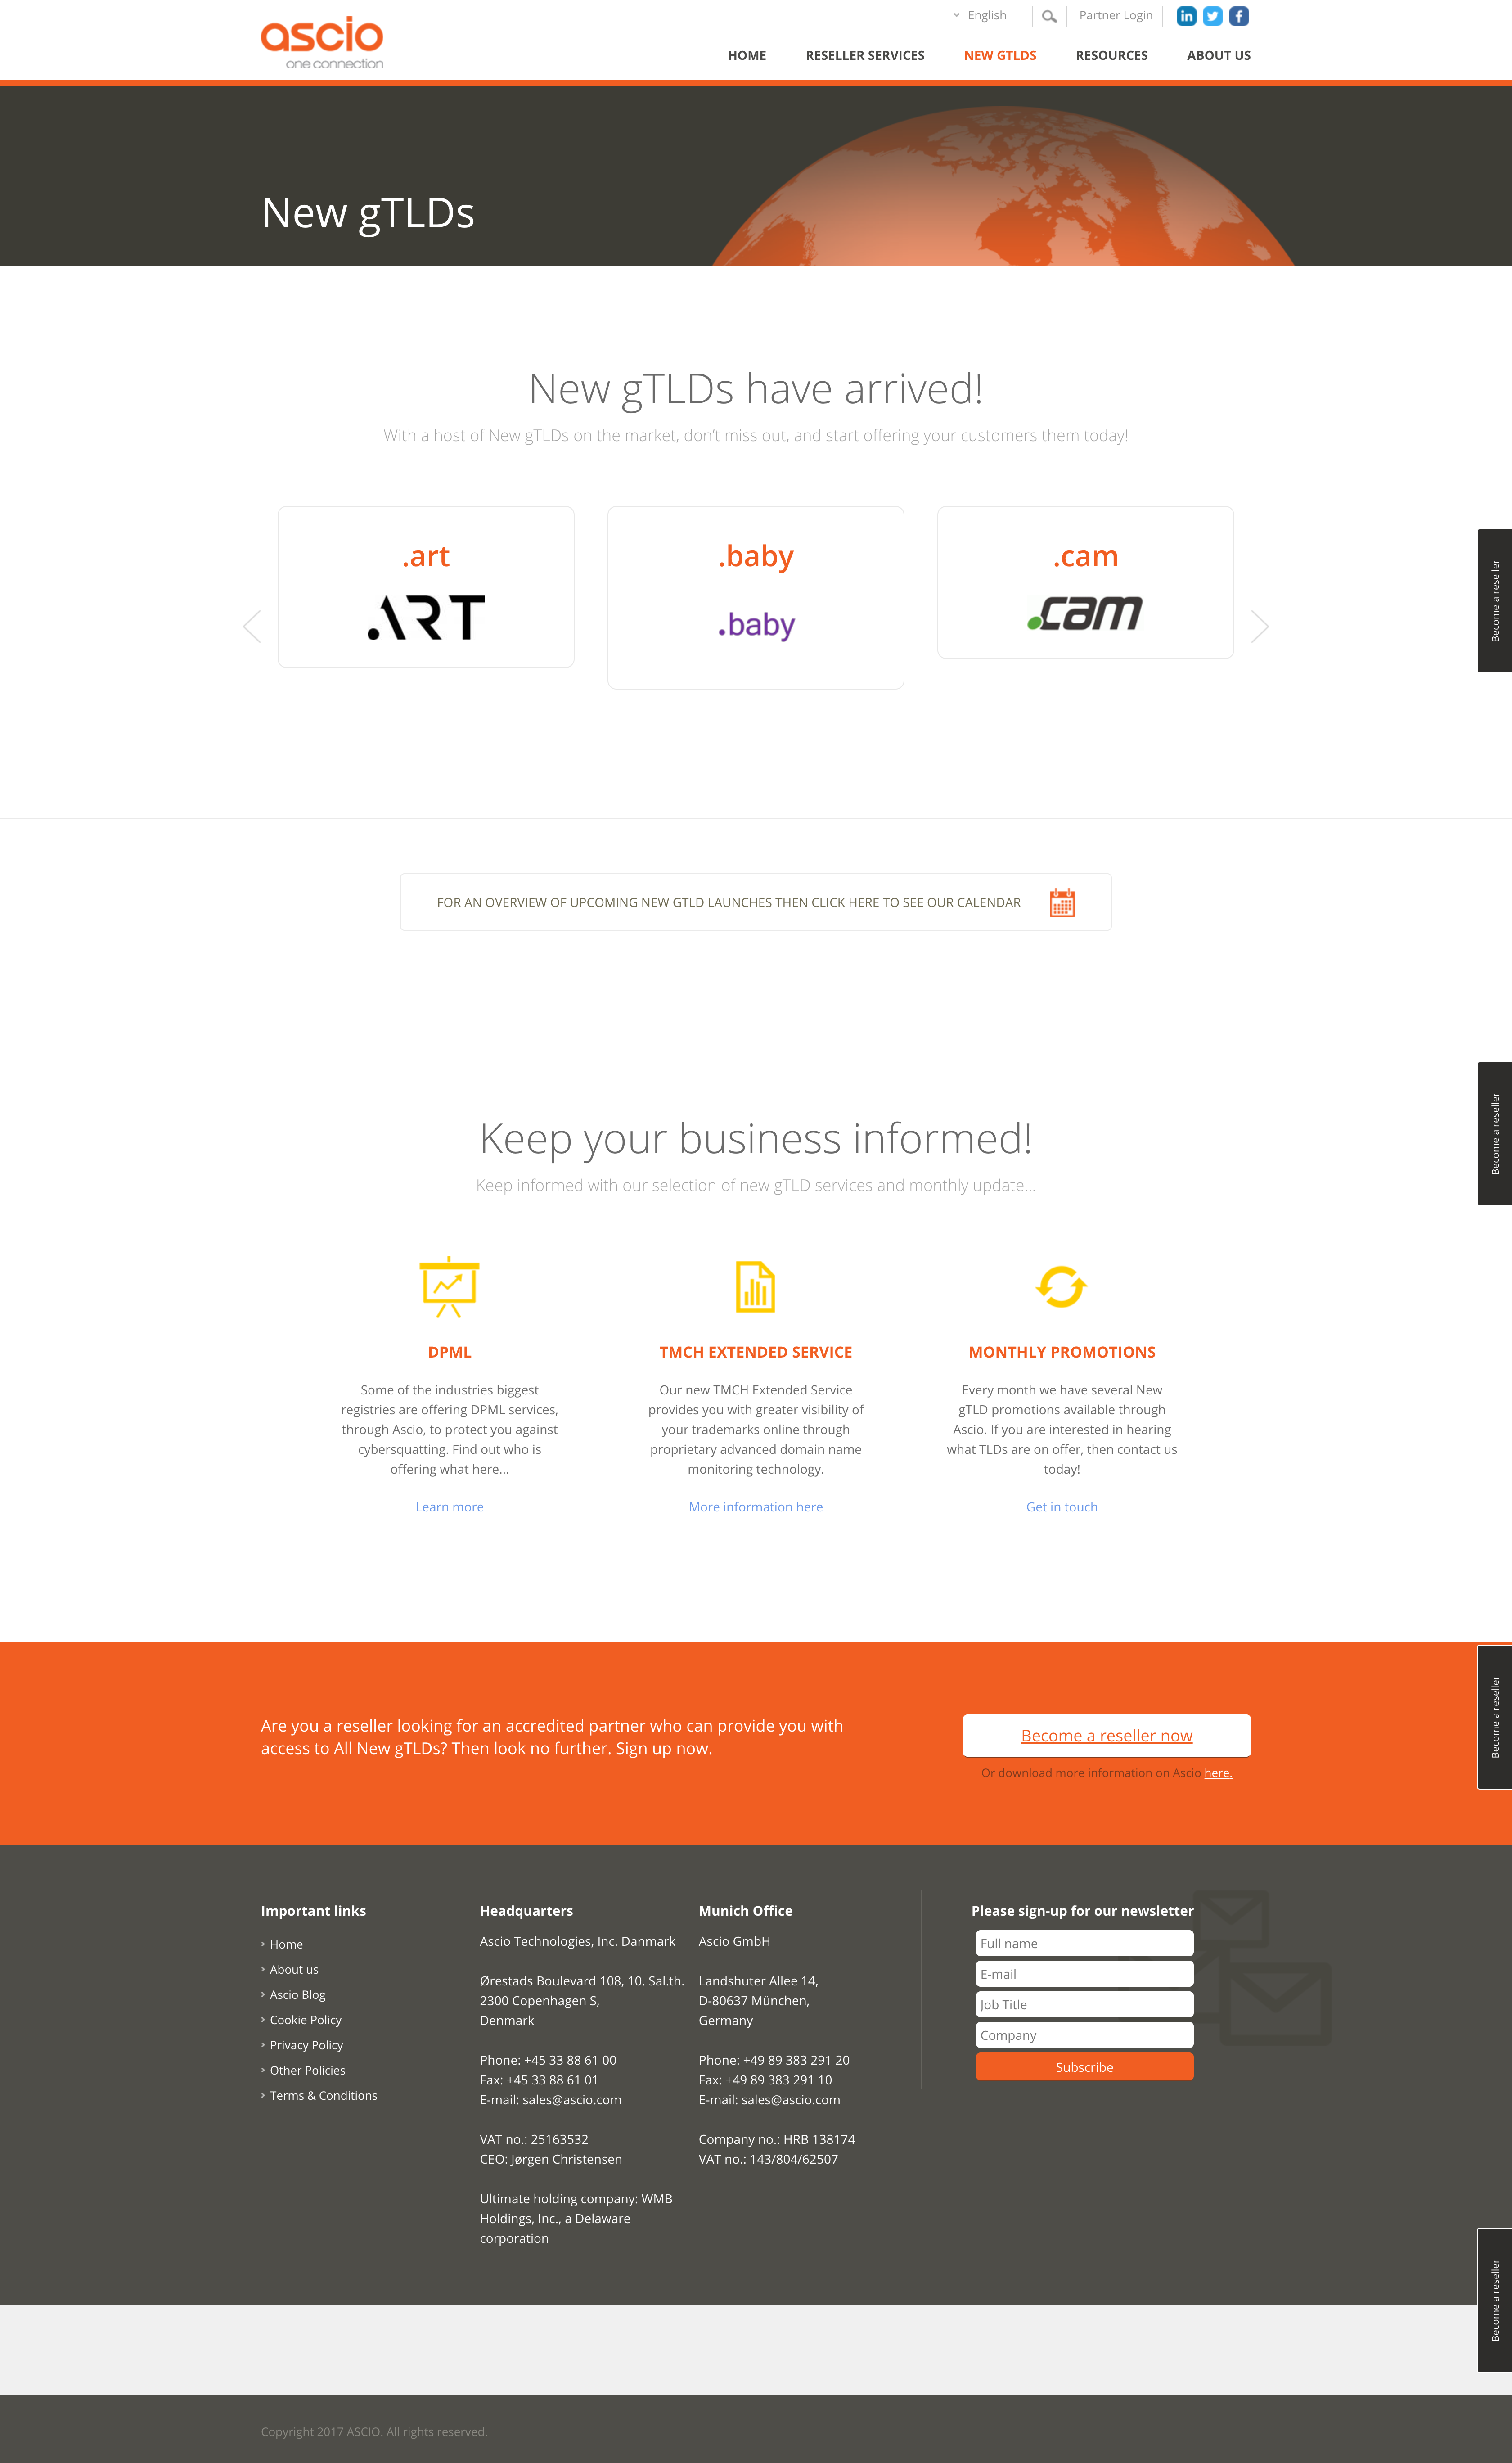 ascio
one connection
English
Partner Login
HOME
RESELLER SERVICES
NEW GTLDS
RESOURCES
ABOUT US
New gTLDs
New gTLDs have arrived!
With a host of New gTLDs on the market, don't miss out, and start offering your customers them today!
.art
.ART
.baby
.baby
.cam
.cam
Become a reseller
FOR AN OVERVIEW OF UPCOMING NEW GTLD LAUNCHES THEN CLICK HERE TO SEE OUR CALENDAR
Become a reseller
Keep your business informed!
Keep informed with our selection of new gTLD services and monthly update...
DPML
Some of the industries biggest
registries are offering DPML services,
through Ascio, to protect you against
cybersquatting. Find out who is
offering what here...
Learn more
TMCH EXTENDED SERVICE
Our new TMCH Extended Service
provides you with greater visibility of
your trademarks online through
proprietary advanced domain name
monitoring technology.
More information here
MONTHLY PROMOTIONS
Every month we have several New
gTLD promotions available through
Ascio. If you are interested in hearing
what TLDs are on offer, then contact us
today!
Get in touch
Are you a reseller looking for an accredited partner who can provide you with
access to All New gTLDs? Then look no further. Sign up now.
Become a reseller now
Or download more information on Ascio here.
Become a reseller
Important links
Home
About us
Ascio Blog
Cookie Policy
Privacy Policy
Other Policies
Terms & Conditions
Headquarters
Ascio Technologies, Inc. Danmark
Ørestads Boulevard 108, 10. Sal.th.
2300 Copenhagen S,
Denmark
Phone: +45 33 88 61 00
Fax: +45 33 88 61 01
E-mail: sales@ascio.com
VAT no.: 25163532
CEO: Jørgen Christensen
Ultimate holding company: WMB
Holdings, Inc., a Delaware
corporation
Munich Office
Ascio GmbH
Landshuter Allee 14,
D-80637 München,
Germany
Phone: +49 89 383 291 20
Fax: +49 89 383 291 10
E-mail: sales@ascio.com
Company no.: HRB 138174
VAT no.: 143/804/62507
Please sign-up for our newsletter
Full name
E-mail
Job Title
Company
Subscribe
Become a reseller
Copyright 2017 ASCIO. All rights reserved.